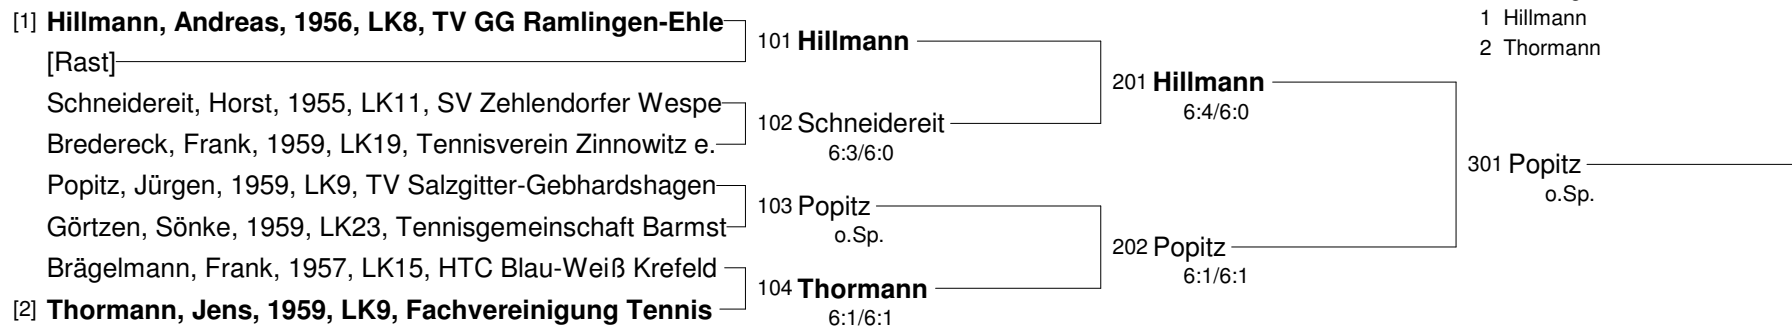 [1] Hillmann, Andreas, 1956, LK8, TV GG Ramlingen-Ehle
[Rast]
Schneidereit, Horst, 1955, LK11, SV Zehlendorfer Wespe
Bredereck, Frank, 1959, LK19, Tennisverein Zinnowitz e.
Popitz, Jürgen, 1959, LK9, TV Salzgitter-Gebhardshagen
Görtzen, Sönke, 1959, LK23, Tennisgemeinschaft Barmst
Brägelmann, Frank, 1957, LK15, HTC Blau-Weiß Krefeld
[2] Thormann, Jens, 1959, LK9, Fachvereinigung Tennis
101 Hillmann
102 Schneidereit
6:3/6:0
103 Popitz
o.Sp.
104 Thormann
6:1/6:1
201 Hillmann
6:4/6:0
202 Popitz
6:1/6:1
301 Popitz
o.Sp.
1 Hillmann
2 Thormann